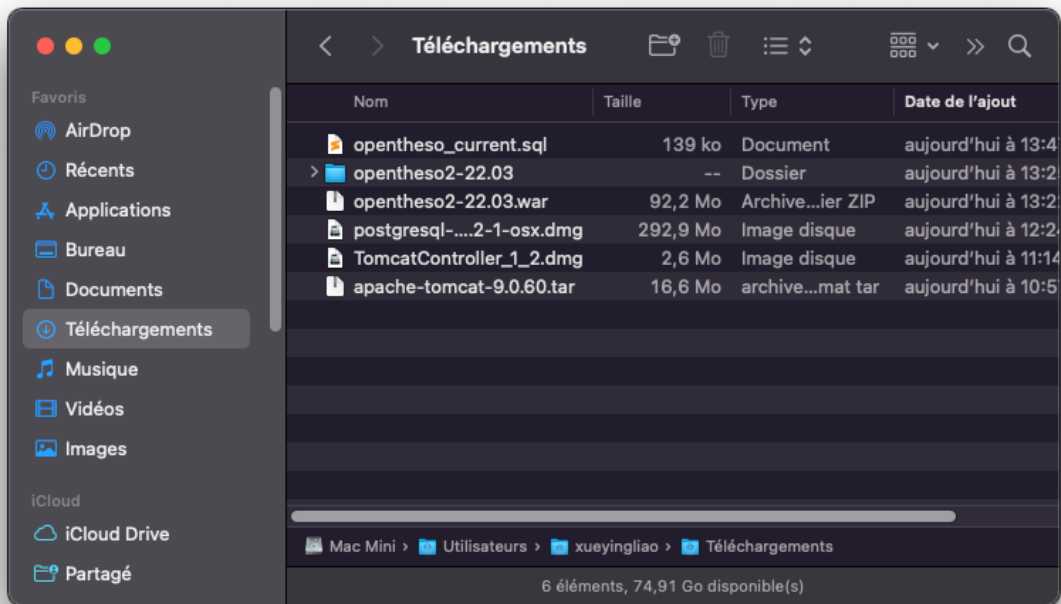 Téléchargements
Favoris
AirDrop
Récents
Applications
Bureau
Documents
Téléchargements
Musique
Vidéos
Images
iCloud
iCloud Drive
Partagé
Nom Taille Type Date de l'ajout
opentheso_current.sql 139 ko Document aujourd'hui à 13:4
opentheso2-22.03 -- Dossier aujourd'hui à 13:2
opentheso2-22.03.war 92,2 Mo Archive...ier ZIP aujourd'hui à 13:2
postgresql-....2-1-osx.dmg 292,9 Mo Image disque aujourd'hui à 12:2
TomcatController_1_2.dmg 2,6 Mo Image disque aujourd'hui à 11:14
apache-tomcat-9.0.60.tar 16,6 Mo archive...mat tar aujourd'hui à 10:5
Mac Mini › Utilisateurs › xueyingliao › Téléchargements
6 éléments, 74,91 Go disponible(s)